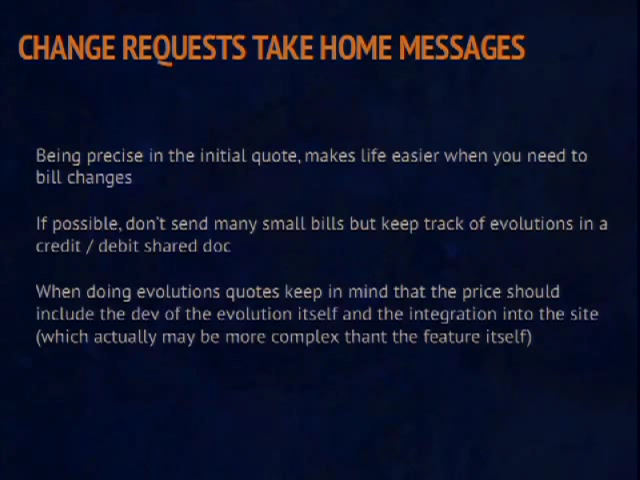 CHANGE REQUESTS TAKE HOME MESSAGES
Being precise in the initial quote, makes life easier when you need to
bill changes
If possible, don't send many small bills but keep track of evolutions in a
credit / debit shared doc
When doing evolutions quotes keep in mind that the price should
include the dev of the evolution itself and the integration into the site
(which actually may be more complex thant the feature itself)